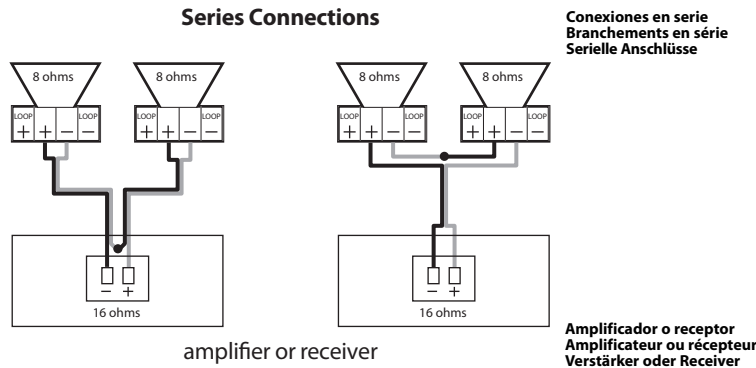 Series Connections
Conexiones en serie
Branchements en série
Serielle Anschlüsse
8 ohms 8 ohms 8 ohms 8 ohms
LOOP LOOP LOOP LOOP LOOP LOOP LOOP LOOP
+ + − − + + − − + + − − + + − −
− + − +
16 ohms 16 ohms
amplifier or receiver
Amplificador o receptor
Amplificateur ou récepteur
Verstärker oder Receiver